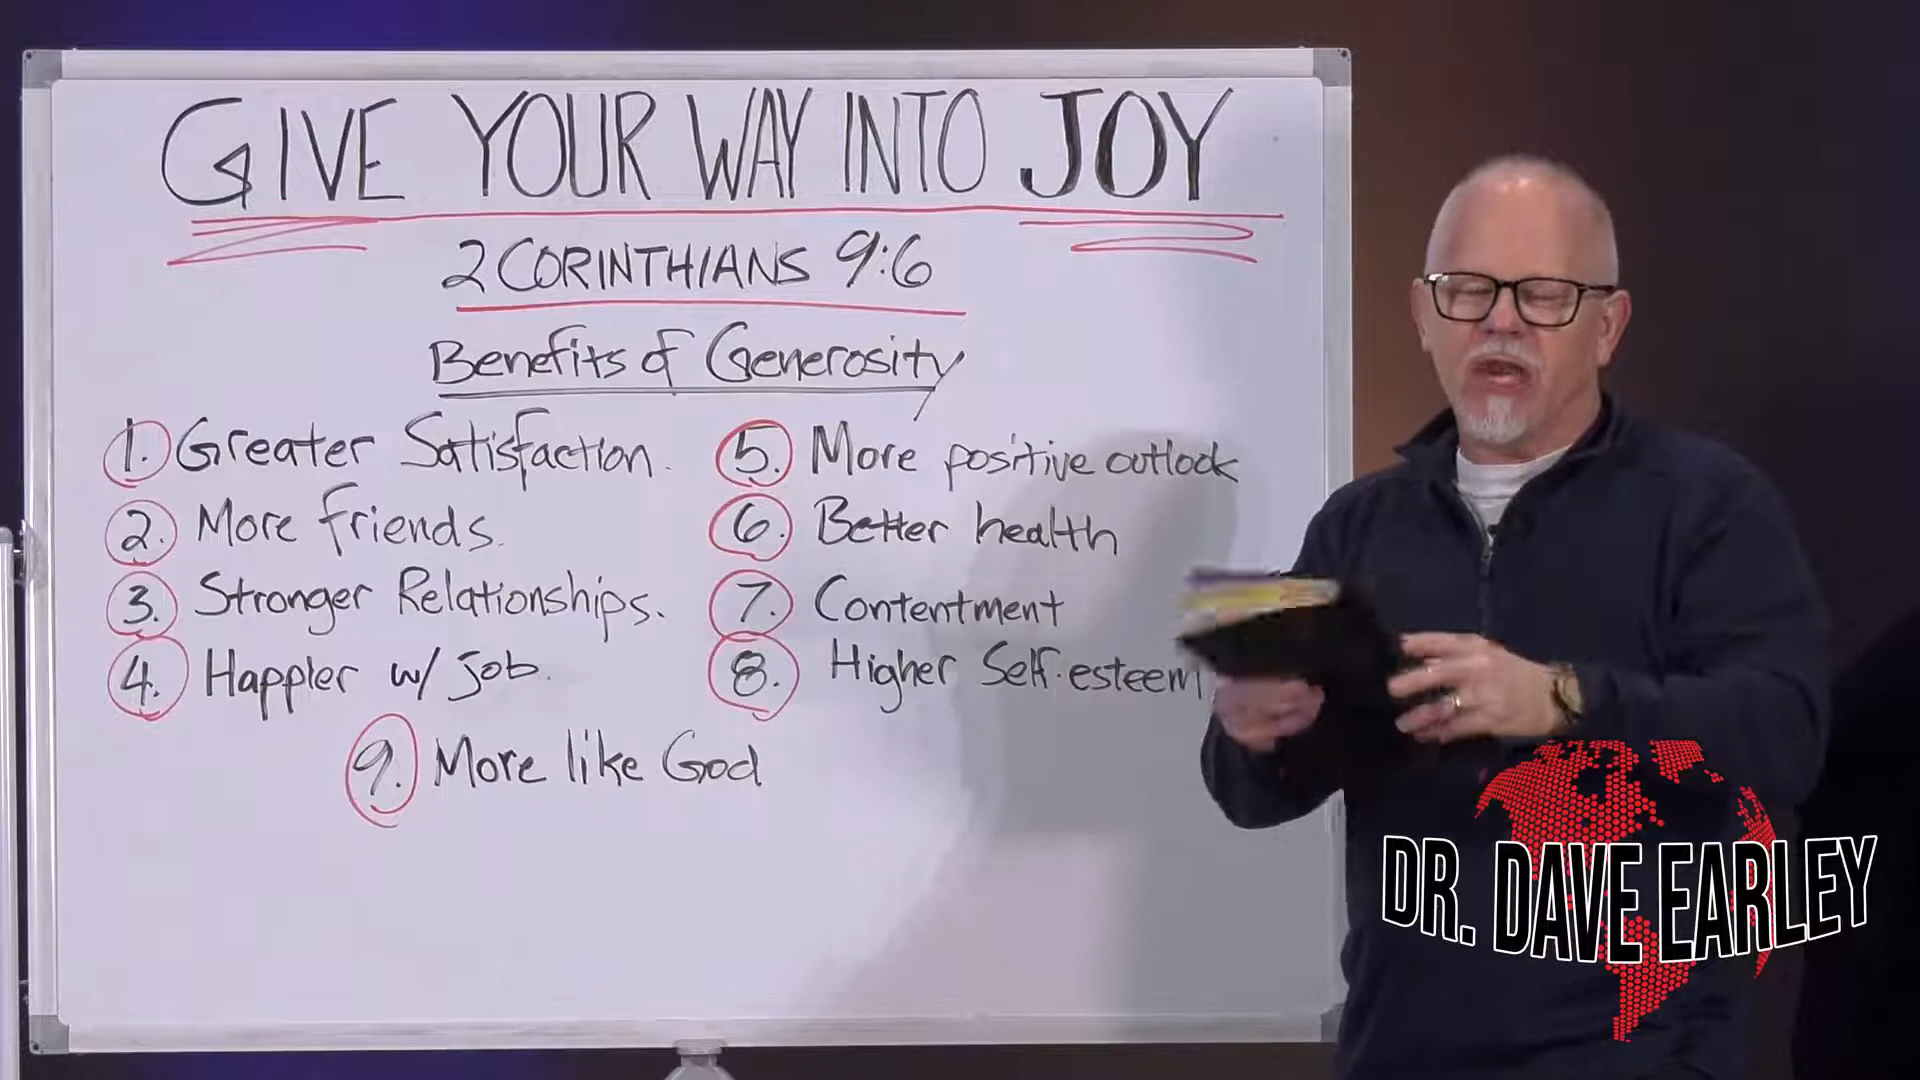 GIVE YOUR WAY INTO JOY
2 CORINTHIANS 9:6
Benefits of Generosity
1. Greater Satisfaction.
2. More friends.
3. Stronger Relationships.
4. Happier w/ job.
5. More positive outlook
6. Better health
7. Contentment
8. Higher Self-esteem
9. More like God
DR. DAVE EARLEY